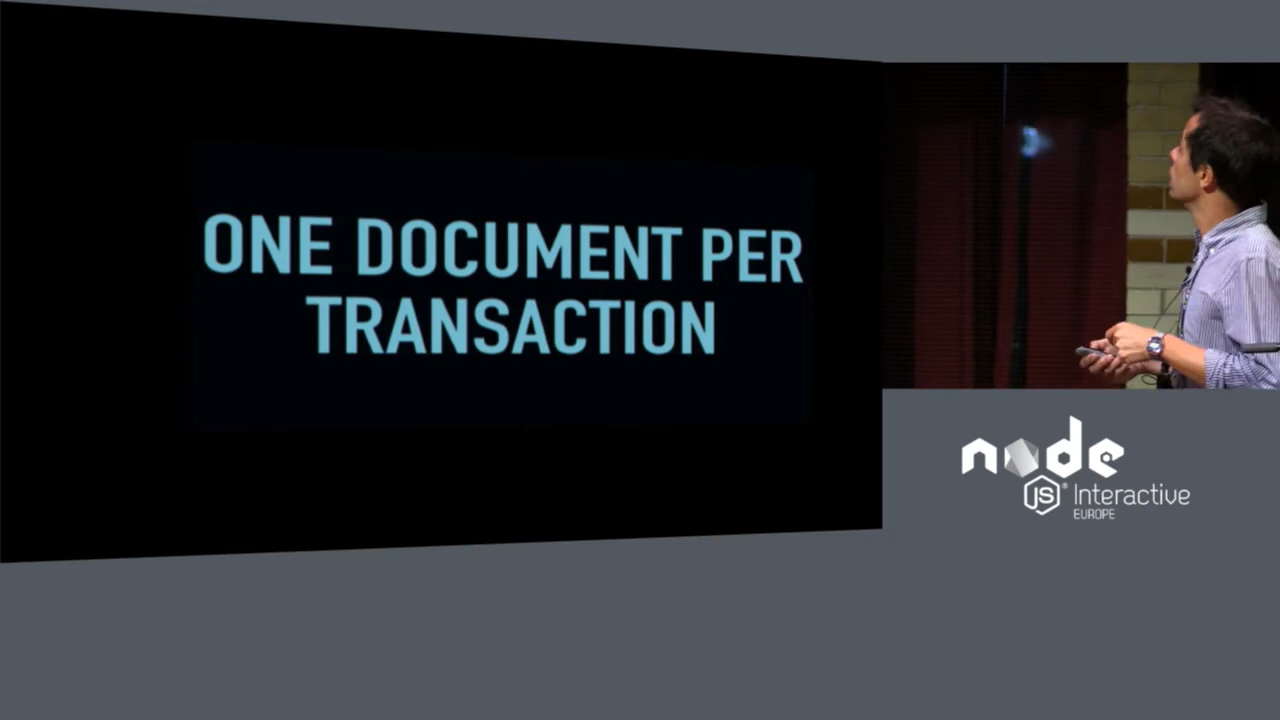 ONE DOCUMENT PER
TRANSACTION
node
JS® Interactive
EUROPE